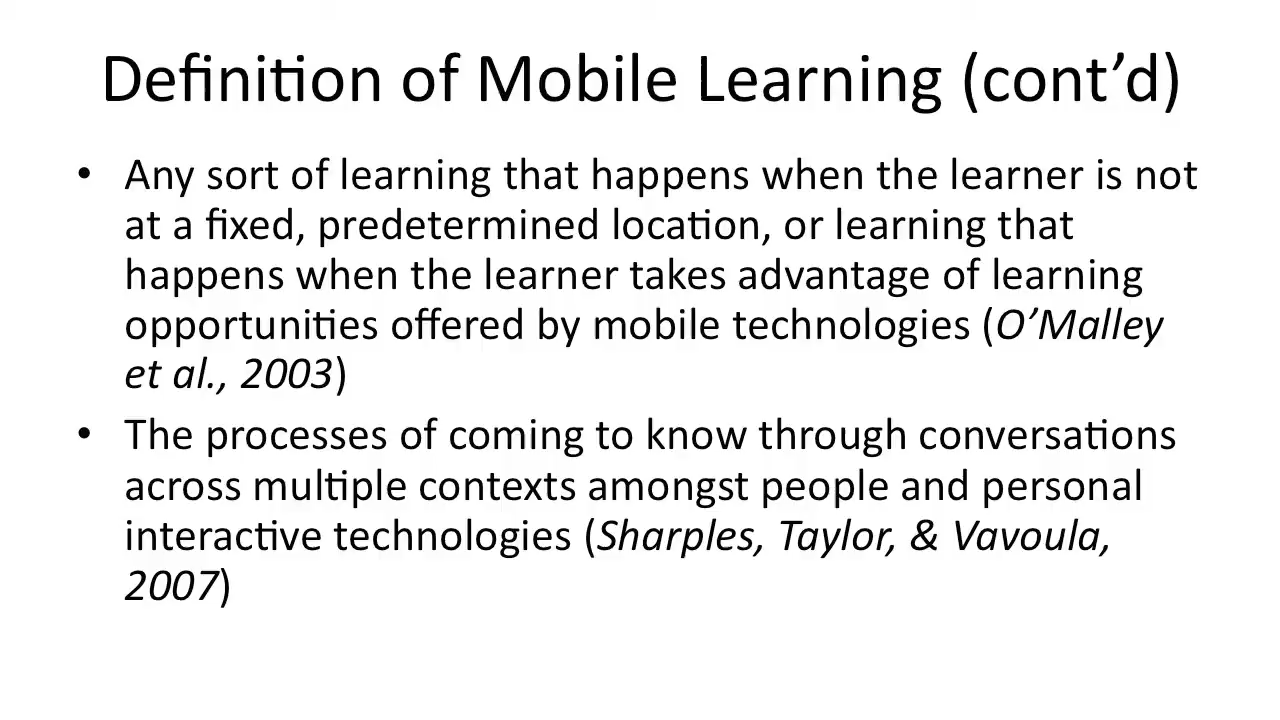 Definition of Mobile Learning (cont’d)
• Any sort of learning that happens when the learner is not
at a fixed, predetermined location, or learning that
happens when the learner takes advantage of learning
opportunities offered by mobile technologies (O’Malley
et al., 2003)
• The processes of coming to know through conversations
across multiple contexts amongst people and personal
interactive technologies (Sharples, Taylor, & Vavoula,
2007)